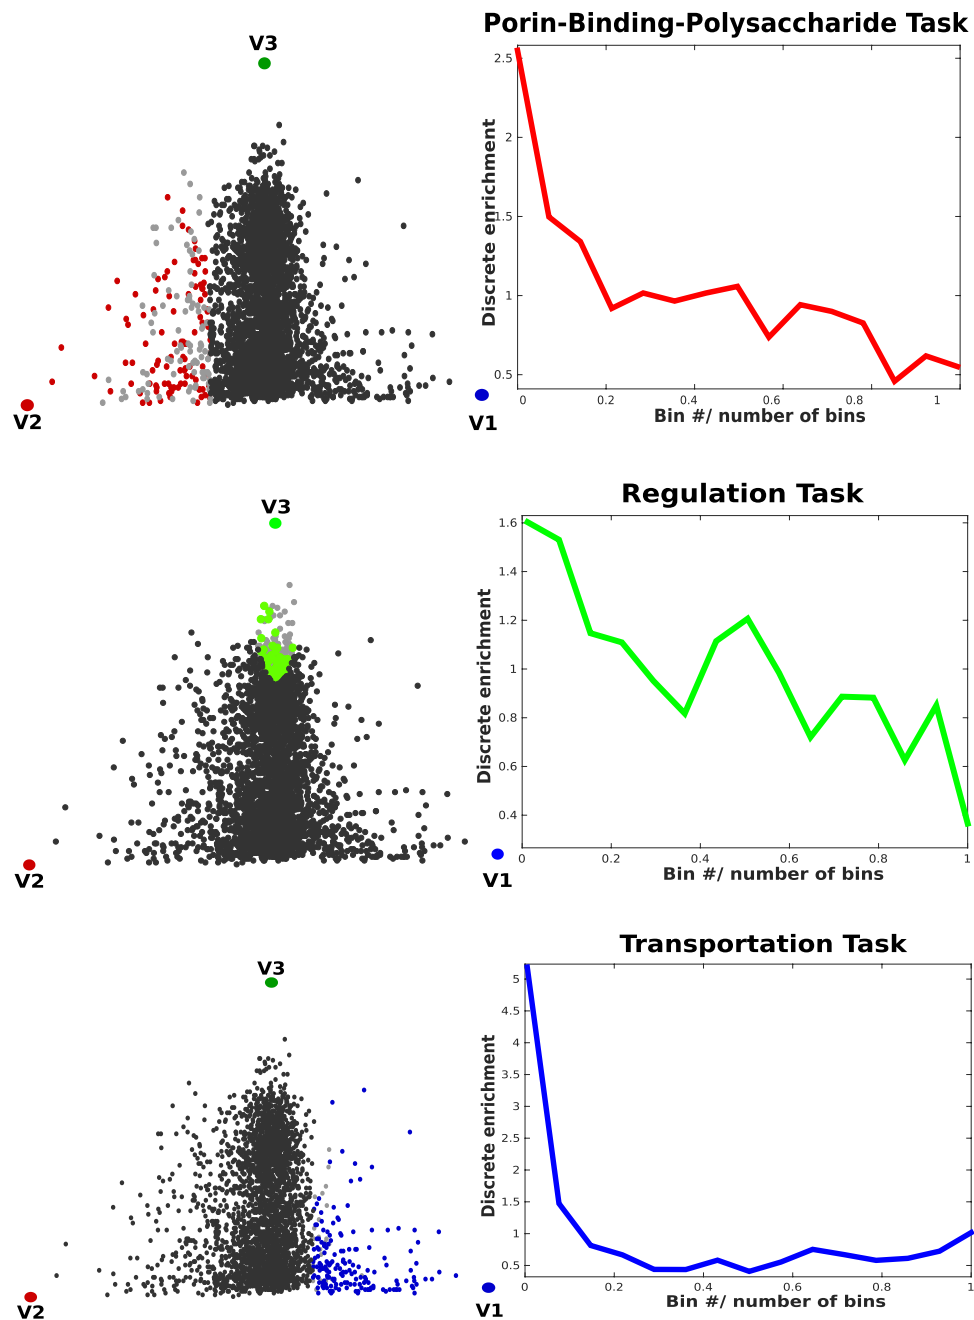 Porin-Binding-Polysaccharide Task
V3
2.5
2
1.5
1
0.5
Discrete enrichment
0 0.2 0.4 0.6 0.8 1
Bin #/ number of bins
V2
V1
Regulation Task
V3
1.6
1.4
1.2
1
0.8
0.6
0.4
Discrete enrichment
0 0.2 0.4 0.6 0.8 1
Bin #/ number of bins
V2
V1
Transportation Task
V3
5
4.5
4
3.5
3
2.5
2
1.5
1
0.5
Discrete enrichment
0 0.2 0.4 0.6 0.8 1
Bin #/ number of bins
V2
V1